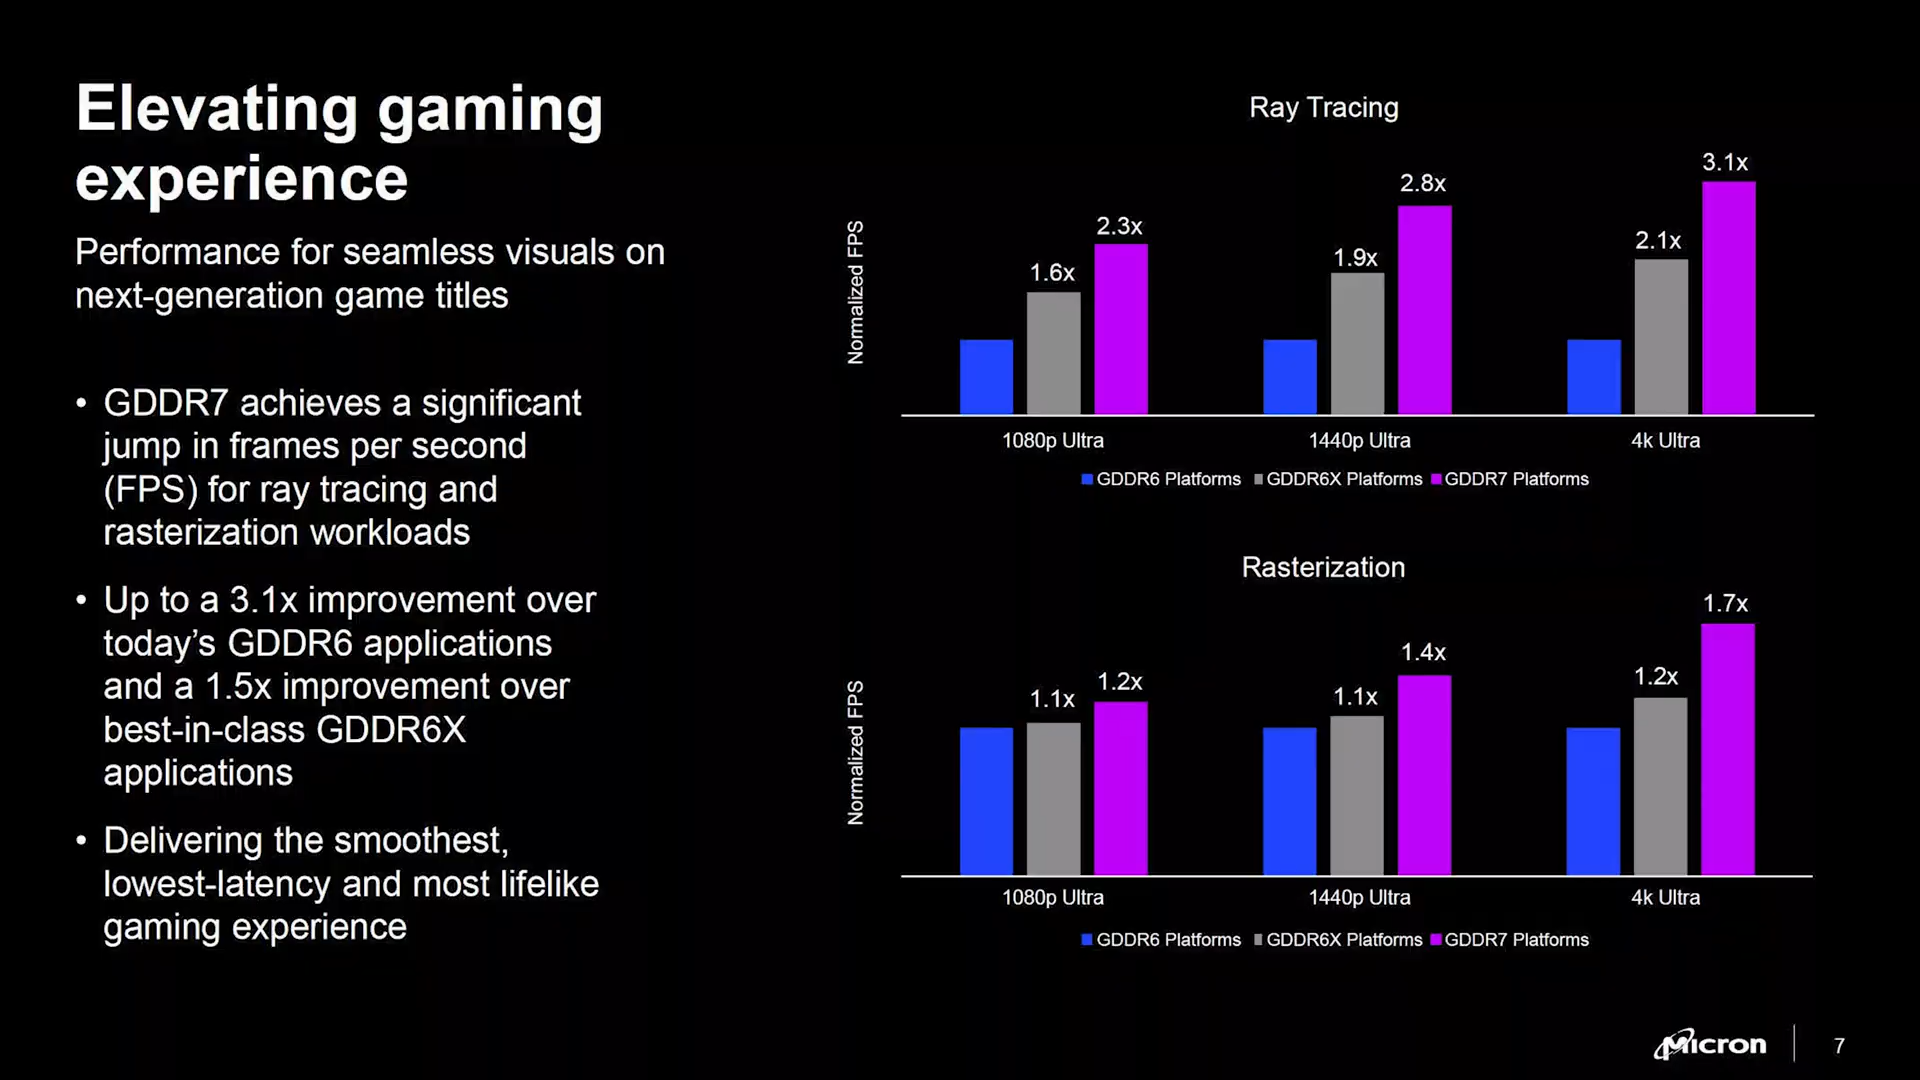 Elevating gaming
experience
Performance for seamless visuals on
next-generation game titles
• GDDR7 achieves a significant
jump in frames per second
(FPS) for ray tracing and
rasterization workloads
• Up to a 3.1x improvement over
today’s GDDR6 applications
and a 1.5x improvement over
best-in-class GDDR6X
applications
• Delivering the smoothest,
lowest-latency and most lifelike
gaming experience
Ray Tracing
Normalized FPS
1.6x 2.3x 1.9x 2.8x 2.1x 3.1x
1080p Ultra 1440p Ultra 4k Ultra
GDDR6 Platforms GDDR6X Platforms GDDR7 Platforms
Rasterization
Normalized FPS
1.1x 1.2x 1.1x 1.4x 1.2x 1.7x
1080p Ultra 1440p Ultra 4k Ultra
GDDR6 Platforms GDDR6X Platforms GDDR7 Platforms
Micron 7